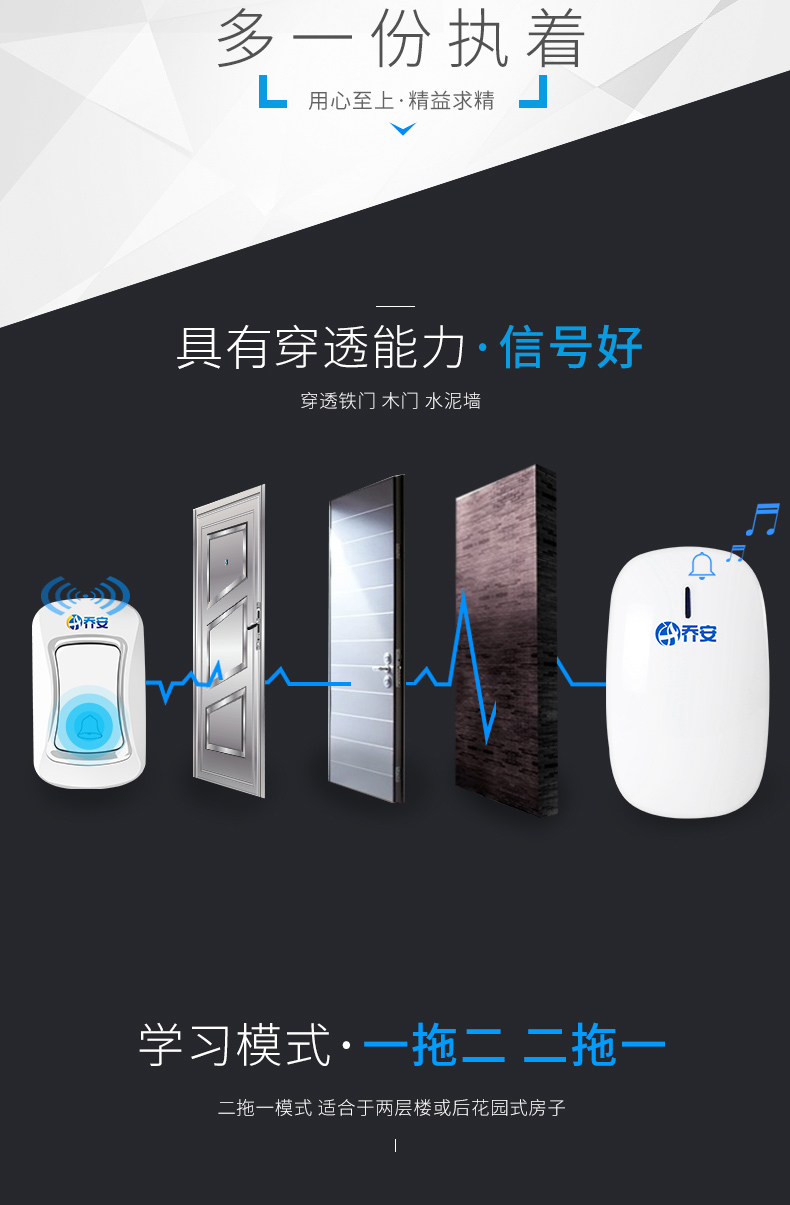 多一份执着
用心至上·精益求精
具有穿透能力·信号好
穿透铁门 木门 水泥墙
乔安
乔安
学习模式·一拖二 二拖一
二拖一模式 适合于两层楼或后花园式房子